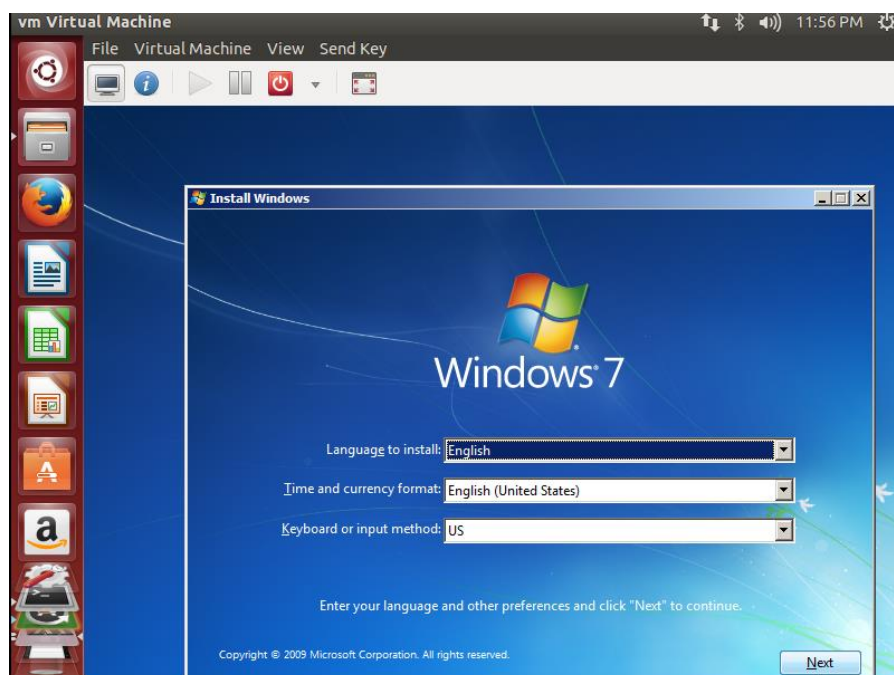 vm Virtual Machine 11:56 PM
File Virtual Machine View Send Key
Install Windows
Windows® 7
Language to install: English
Time and currency format: English (United States)
Keyboard or input method: US
Enter your language and other preferences and click "Next" to continue.
Copyright © 2009 Microsoft Corporation. All rights reserved.
Next